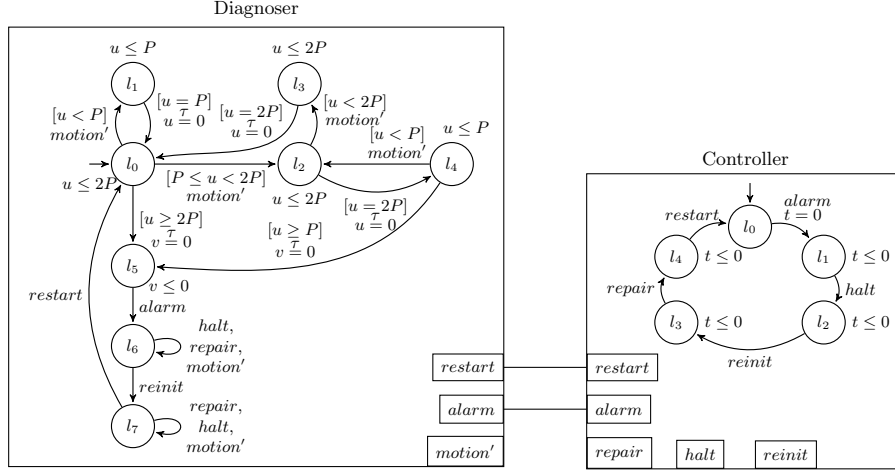 Diagnoser
u ≤ P
u ≤ 2P
l₁
l₃
[u < P]
motion′
[u = P]
τ
u = 0
[u = 2P]
τ
u = 0
[u < 2P]
motion′
[u < P]
motion′
u ≤ P
l₀
l₂
l₄
u ≤ 2P
[P ≤ u < 2P]
motion′
u ≤ 2P
[u = 2P]
τ
u = 0
[u ≥ 2P]
τ
v = 0
[u ≥ P]
τ
v = 0
l₅
v ≤ 0
restart
alarm
l₆
halt,
repair,
motion′
reinit
l₇
repair,
halt,
motion′
restart
alarm
motion′
Controller
restart
l₀
alarm
t = 0
l₄
t ≤ 0
l₁
t ≤ 0
repair
halt
l₃
t ≤ 0
l₂
t ≤ 0
reinit
restart
alarm
repair
halt
reinit